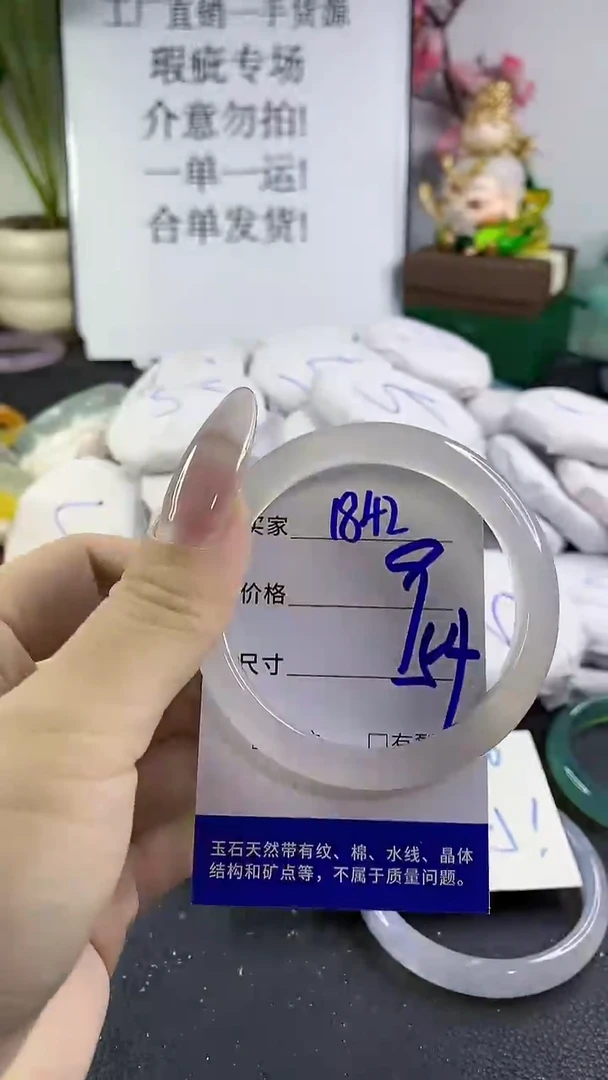 工厂直销一手货源
瑕疵专场
介意勿拍!
一单一运!
合单发货!
买家 1842
价格
尺寸 54
玉石天然带有纹、棉、水线、晶体
结构和矿点等，不属于质量问题。